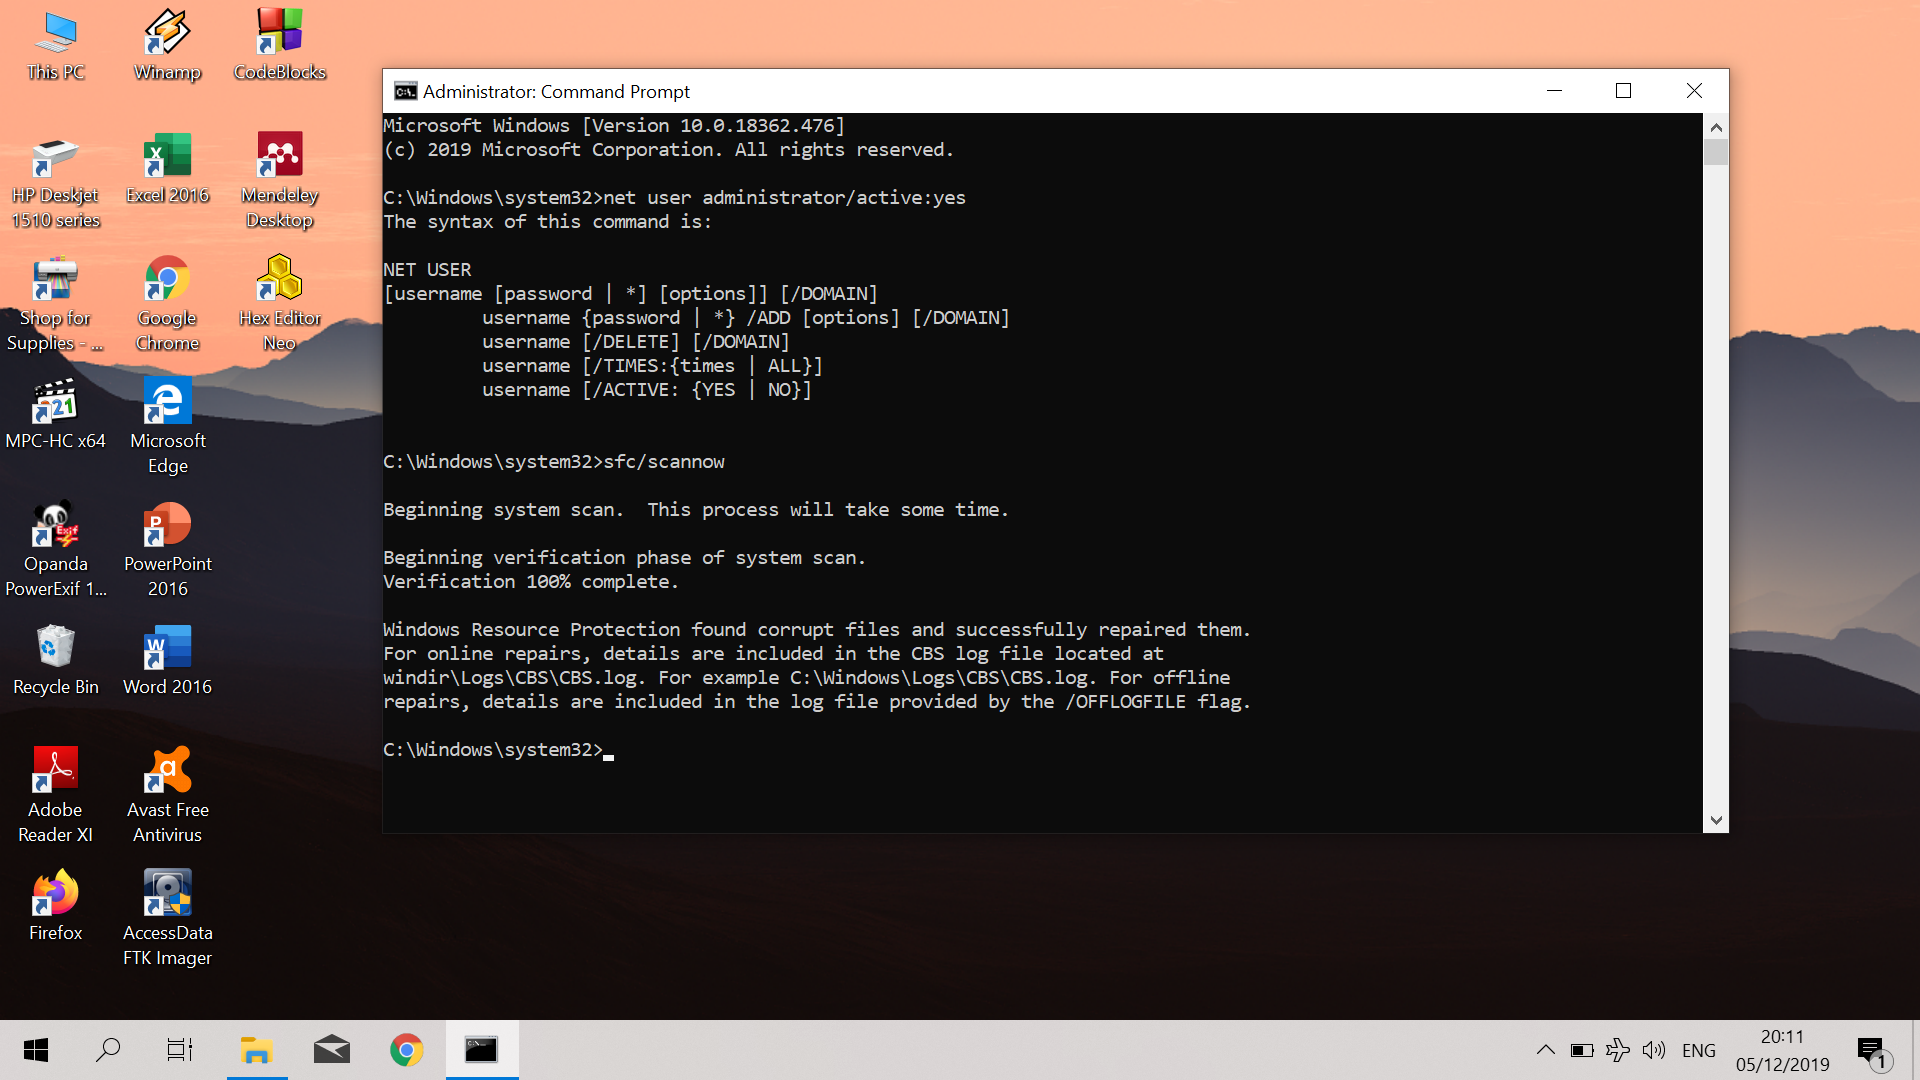 This PC
Winamp
CodeBlocks
HP Deskjet
1510 series
Excel 2016
Mendeley
Desktop
Shop for
Supplies - ...
Google
Chrome
Hex Editor
Neo
MPC-HC x64
Microsoft
Edge
Opanda
PowerExif 1...
PowerPoint
2016
Recycle Bin
Word 2016
Adobe
Reader XI
Avast Free
Antivirus
Firefox
AccessData
FTK Imager
Administrator: Command Prompt
Microsoft Windows [Version 10.0.18362.476]
(c) 2019 Microsoft Corporation. All rights reserved.
C:\Windows\system32>net user administrator/active:yes
The syntax of this command is:
NET USER
[username [password | *] [options]] [/DOMAIN]
username {password | *} /ADD [options] [/DOMAIN]
username [/DELETE] [/DOMAIN]
username [/TIMES:{times | ALL}]
username [/ACTIVE: {YES | NO}]
C:\Windows\system32>sfc/scannow
Beginning system scan.  This process will take some time.
Beginning verification phase of system scan.
Verification 100% complete.
Windows Resource Protection found corrupt files and successfully repaired them.
For online repairs, details are included in the CBS log file located at
windir\Logs\CBS\CBS.log. For example C:\Windows\Logs\CBS\CBS.log. For offline
repairs, details are included in the log file provided by the /OFFLOGFILE flag.
C:\Windows\system32>
ENG
20:11
05/12/2019
1